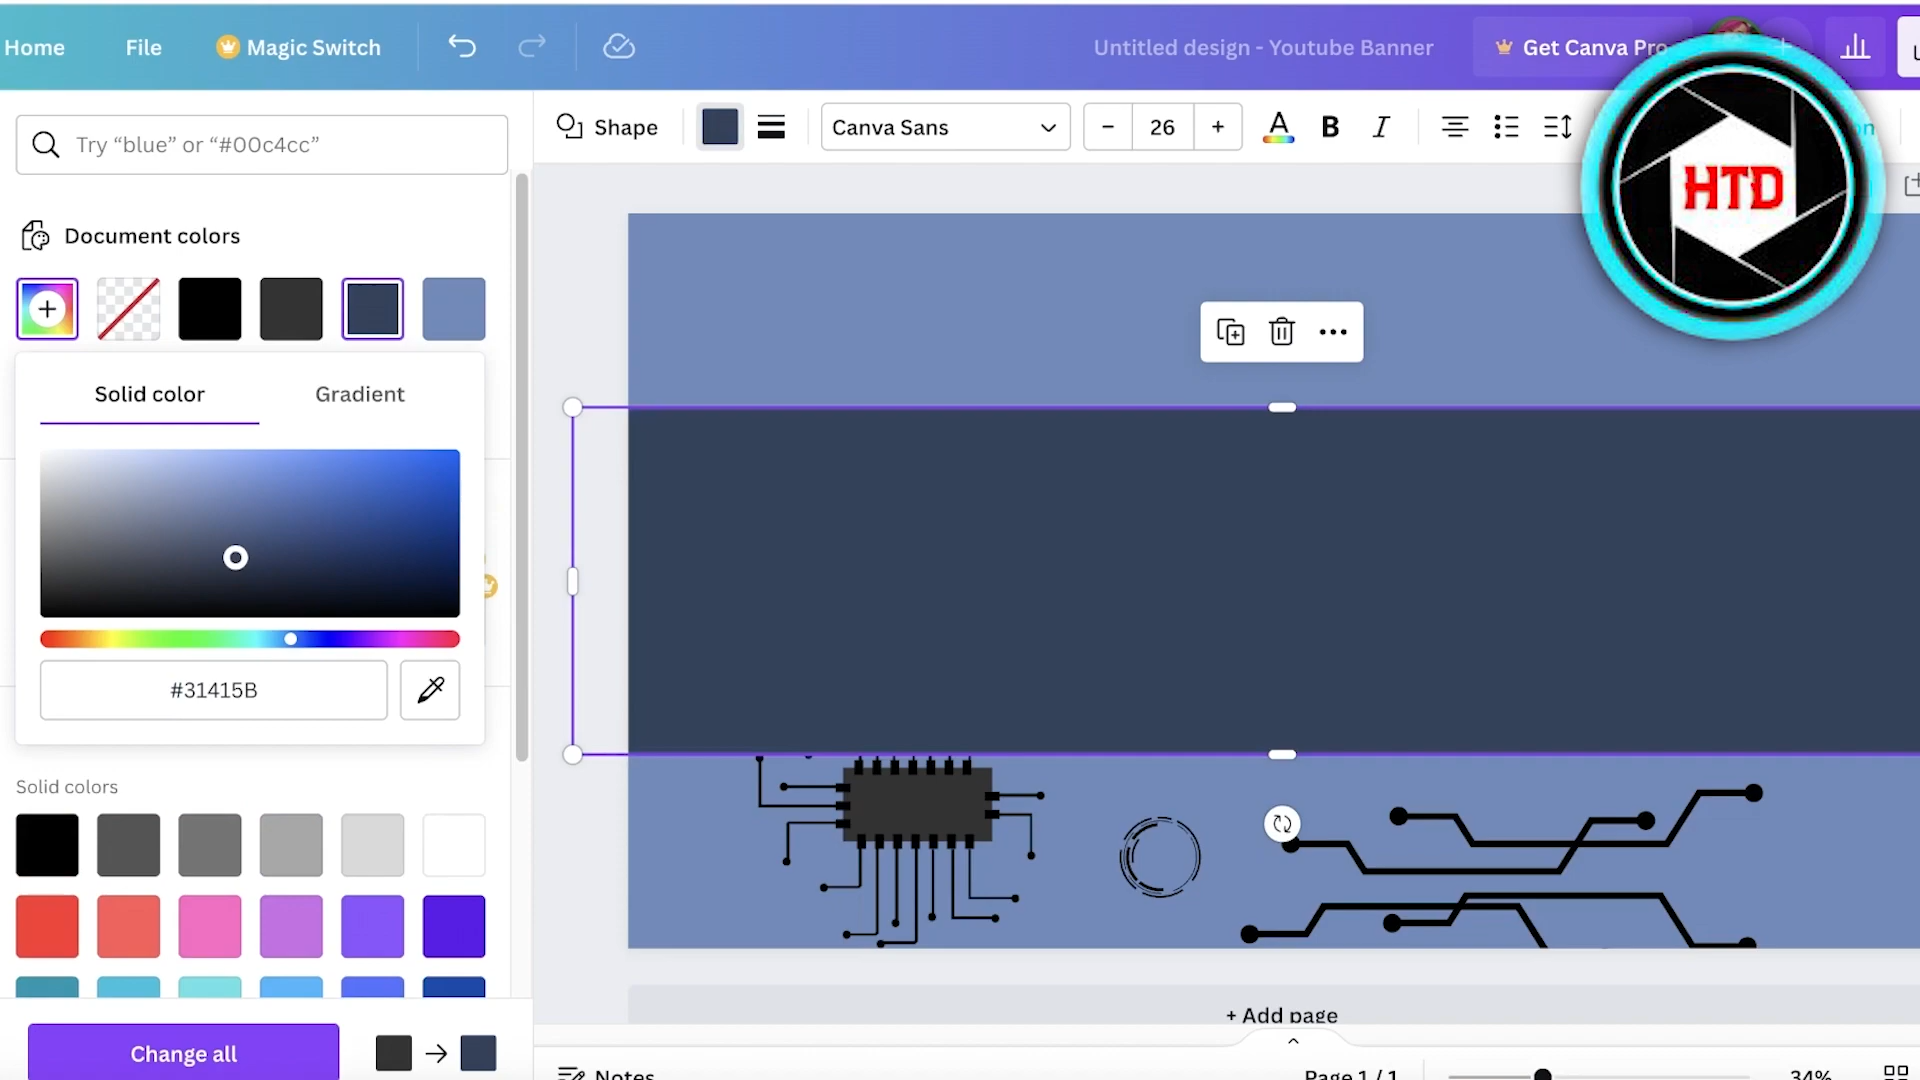 Home File Magic Switch Untitled design - Youtube Banner Get Canva Pro
Try “blue” or “#00c4cc”
Shape Canva Sans − 26 + A B I
HTD
Document colors
Solid color Gradient
#31415B
Solid colors
+ Add page
Change all
Notes Page 1 / 1 34%